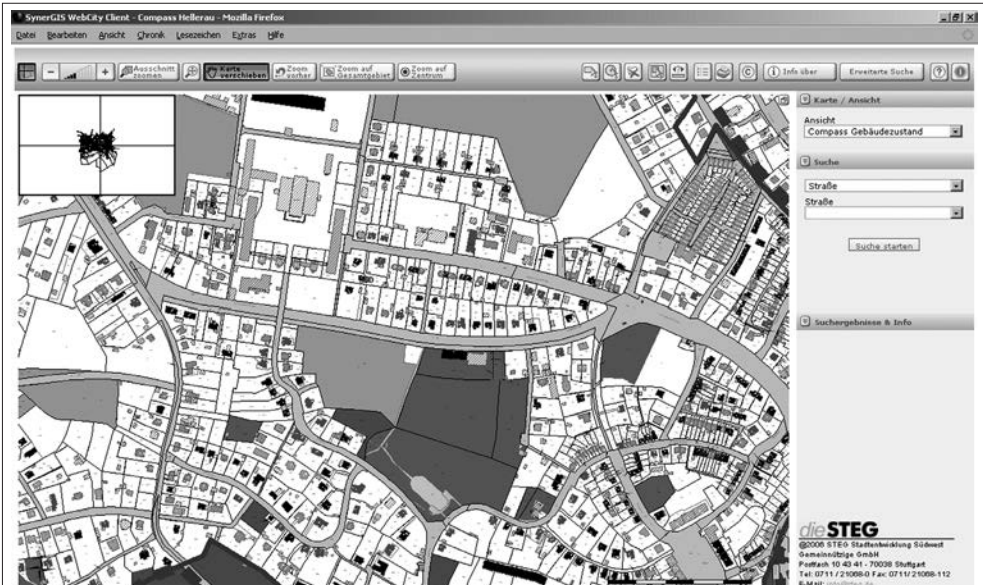 SynerGIS WebCity Client - Compass Hellerau - Mozilla Firefox
Datei Bearbeiten Ansicht Chronik Lesezeichen Extras Hilfe
Ausschnitt zoomen
Karte verschieben
Zoom vorher
Zoom auf Gesamtgebiet
Zoom auf Zentrum
Info über
Erweiterte Suche
Karte / Ansicht
Ansicht
Compass Gebäudezustand
Suche
Straße
Straße
Suche starten
Suchergebnisse & Info
die STEG
@2006 STEG Stadtentwicklung Südwest
Gemeinnützige GmbH
Postfach 10 43 41 - 70038 Stuttgart
Tel: 0711 / 21068-0 Fax: 0711/ 21068-112
E-Mail: